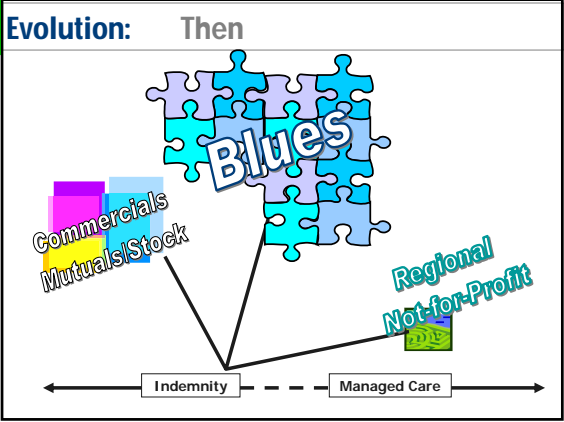 Evolution: Then
Blues
Commercials
Mutuals/Stock
Regional
Not-for-Profit
Indemnity
Managed Care